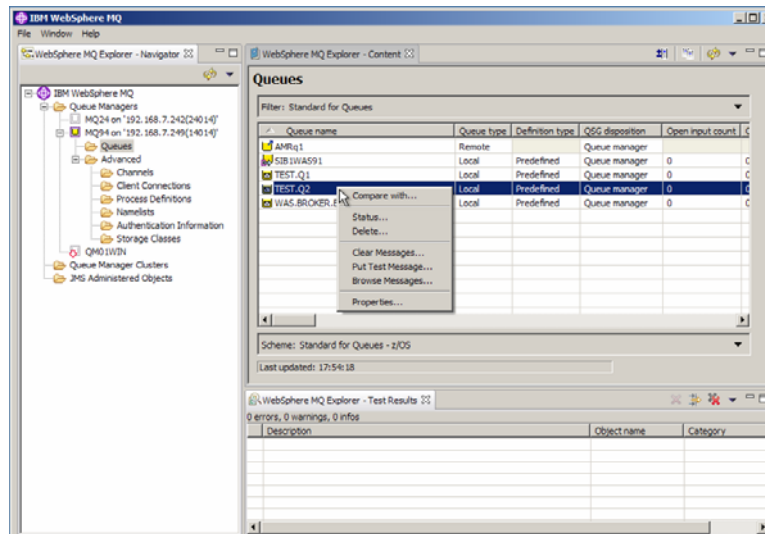 IBM WebSphere MQ
File Window Help
WebSphere MQ Explorer - Navigator
IBM WebSphere MQ
Queue Managers
MQ24 on '192.168.7.242(24014)'
MQ94 on '192.168.7.249(14014)'
Queues
Advanced
Channels
Client Connections
Process Definitions
Namelists
Authentication Information
Storage Classes
QM01WIN
Queue Manager Clusters
JMS Administered Objects
WebSphere MQ Explorer - Content
Queues
Filter: Standard for Queues
Queue name Queue type Definition type QSG disposition Open input count
AMRq1 Remote Queue manager
SIB1WAS91 Local Predefined Queue manager 0
TEST.Q1 Local Predefined Queue manager 0
TEST.Q2 Local Predefined Queue manager 0
WAS.BROKER. Local Predefined Queue manager 0
Compare with...
Status...
Delete...
Clear Messages...
Put Test Message...
Browse Messages...
Properties...
Scheme: Standard for Queues - z/OS
Last updated: 17:54:18
WebSphere MQ Explorer - Test Results
0 errors, 0 warnings, 0 infos
Description Object name Category